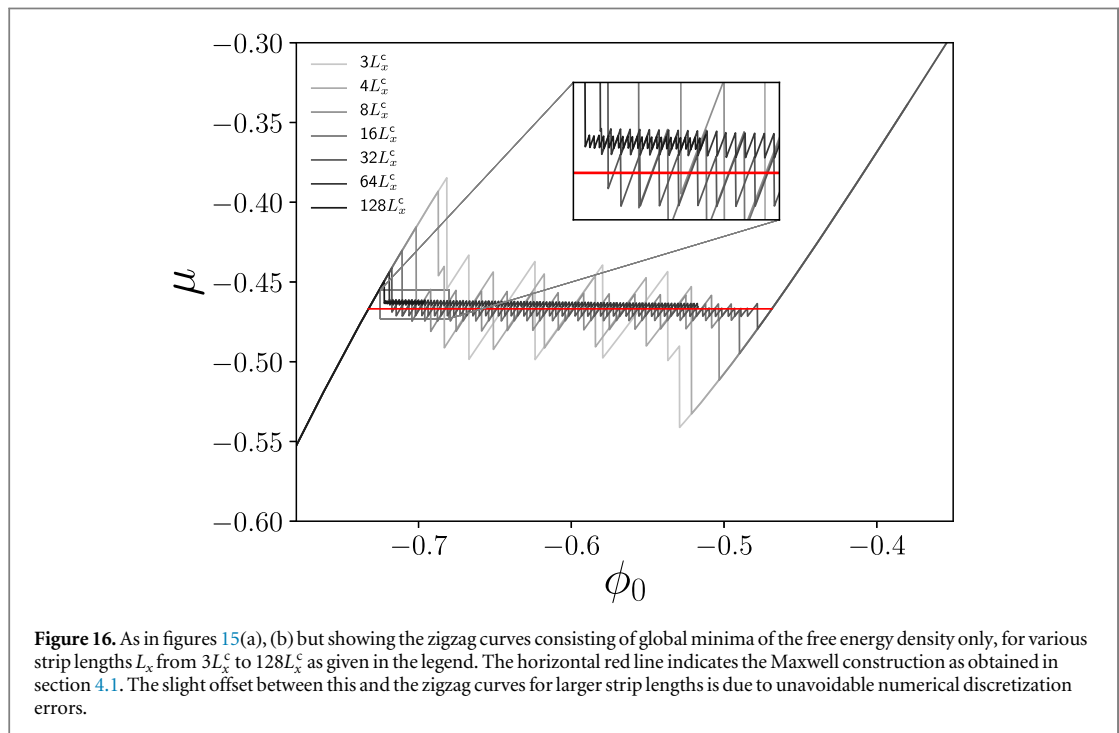 −0.30
−0.35
−0.40
−0.45
−0.50
−0.55
−0.60
μ
3L_x^c
4L_x^c
8L_x^c
16L_x^c
32L_x^c
64L_x^c
128L_x^c
−0.7 −0.6 −0.5 −0.4
ϕ_0
Figure 16. As in figures 15(a), (b) but showing the zigzag curves consisting of global minima of the free energy density only, for various
strip lengths L_x from 3L_x^c to 128L_x^c as given in the legend. The horizontal red line indicates the Maxwell construction as obtained in
section 4.1. The slight offset between this and the zigzag curves for larger strip lengths is due to unavoidable numerical discretization
errors.